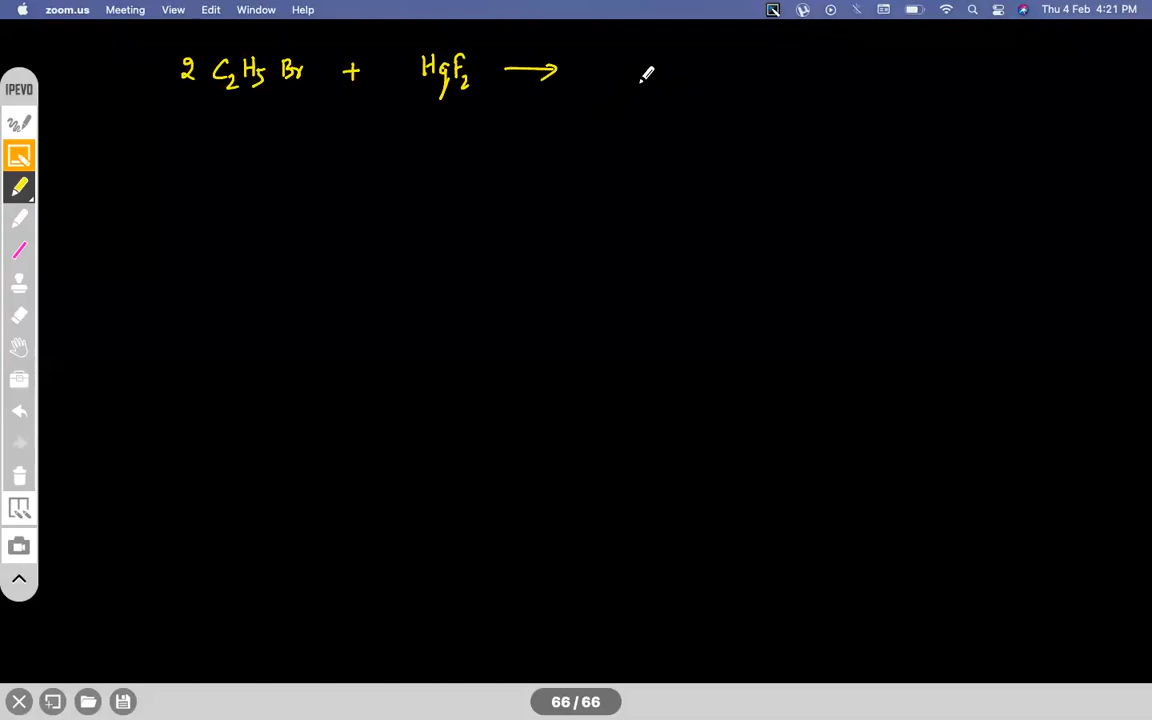 zoom.us Meeting View Edit Window Help Thu 4 Feb 4:21 PM
2 C₂H₅ Br + HgF₂ ⟶
IPEVO
66 / 66